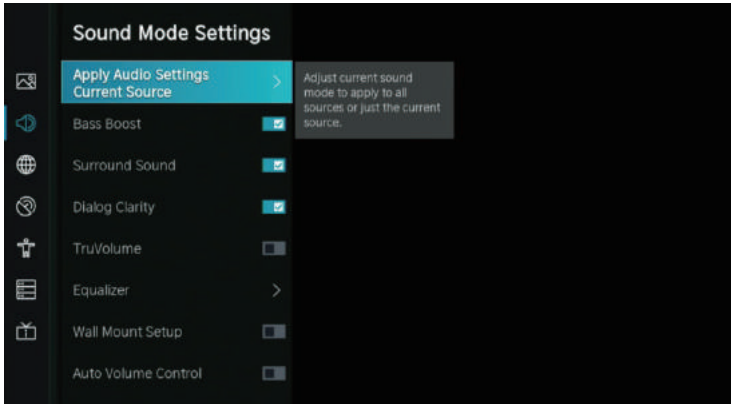 Sound Mode Settings
Apply Audio Settings
Current Source
Adjust current sound
mode to apply to all
sources or just the current
source.
Bass Boost
Surround Sound
Dialog Clarity
TruVolume
Equalizer
Wall Mount Setup
Auto Volume Control